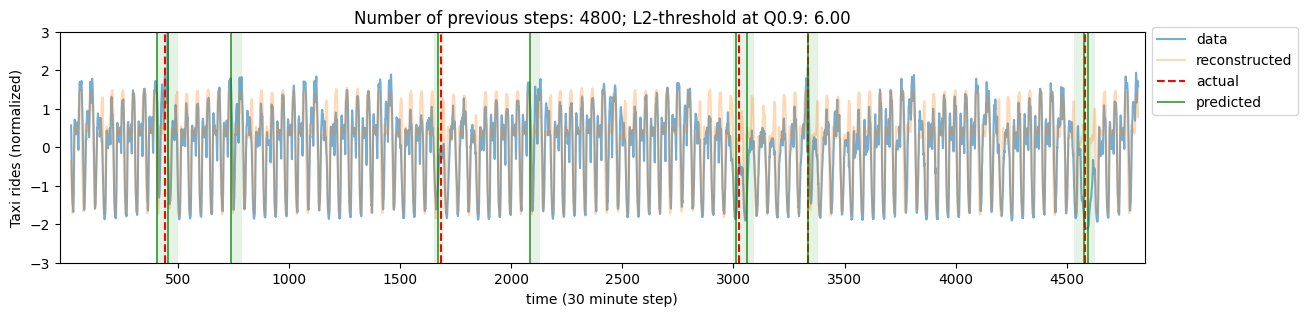 Number of previous steps: 4800; L2-threshold at Q0.9: 6.00
Taxi rides (normalized)
3
2
1
0
−1
−2
−3
500 1000 1500 2000 2500 3000 3500 4000 4500
time (30 minute step)
data
reconstructed
actual
predicted